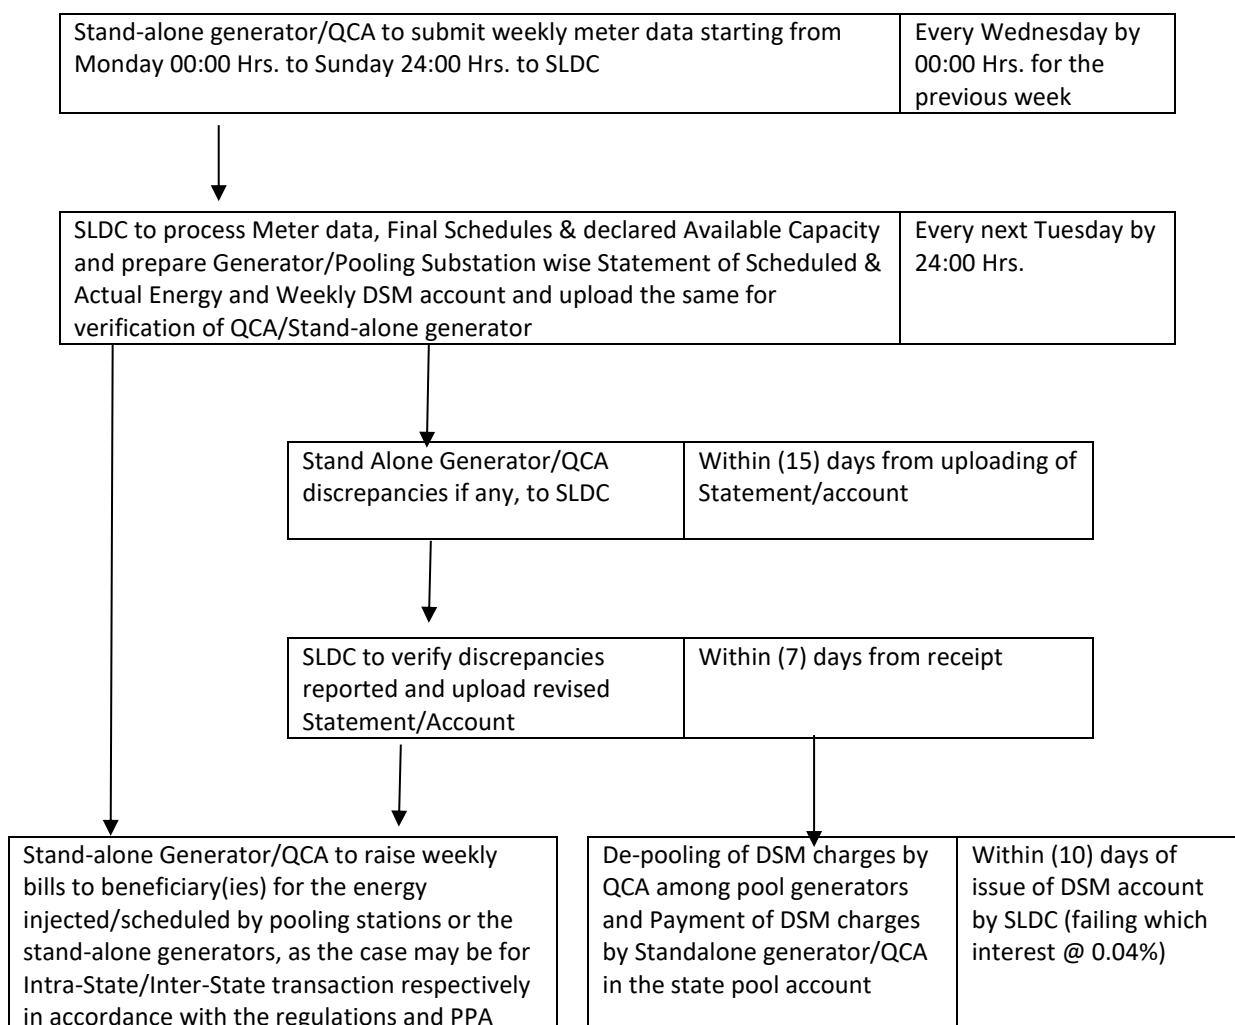 Stand-alone generator/QCA to submit weekly meter data starting from
Monday 00:00 Hrs. to Sunday 24:00 Hrs. to SLDC
Every Wednesday by
00:00 Hrs. for the
previous week
SLDC to process Meter data, Final Schedules & declared Available Capacity
and prepare Generator/Pooling Substation wise Statement of Scheduled &
Actual Energy and Weekly DSM account and upload the same for
verification of QCA/Stand-alone generator
Every next Tuesday by
24:00 Hrs.
Stand Alone Generator/QCA
discrepancies if any, to SLDC
Within (15) days from uploading of
Statement/account
SLDC to verify discrepancies
reported and upload revised
Statement/Account
Within (7) days from receipt
Stand-alone Generator/QCA to raise weekly
bills to beneficiary(ies) for the energy
injected/scheduled by pooling stations or the
stand-alone generators, as the case may be for
Intra-State/Inter-State transaction respectively
in accordance with the regulations and PPA
De-pooling of DSM charges by
QCA among pool generators
and Payment of DSM charges
by Standalone generator/QCA
in the state pool account
Within (10) days of
issue of DSM account
by SLDC (failing which
interest @ 0.04%)